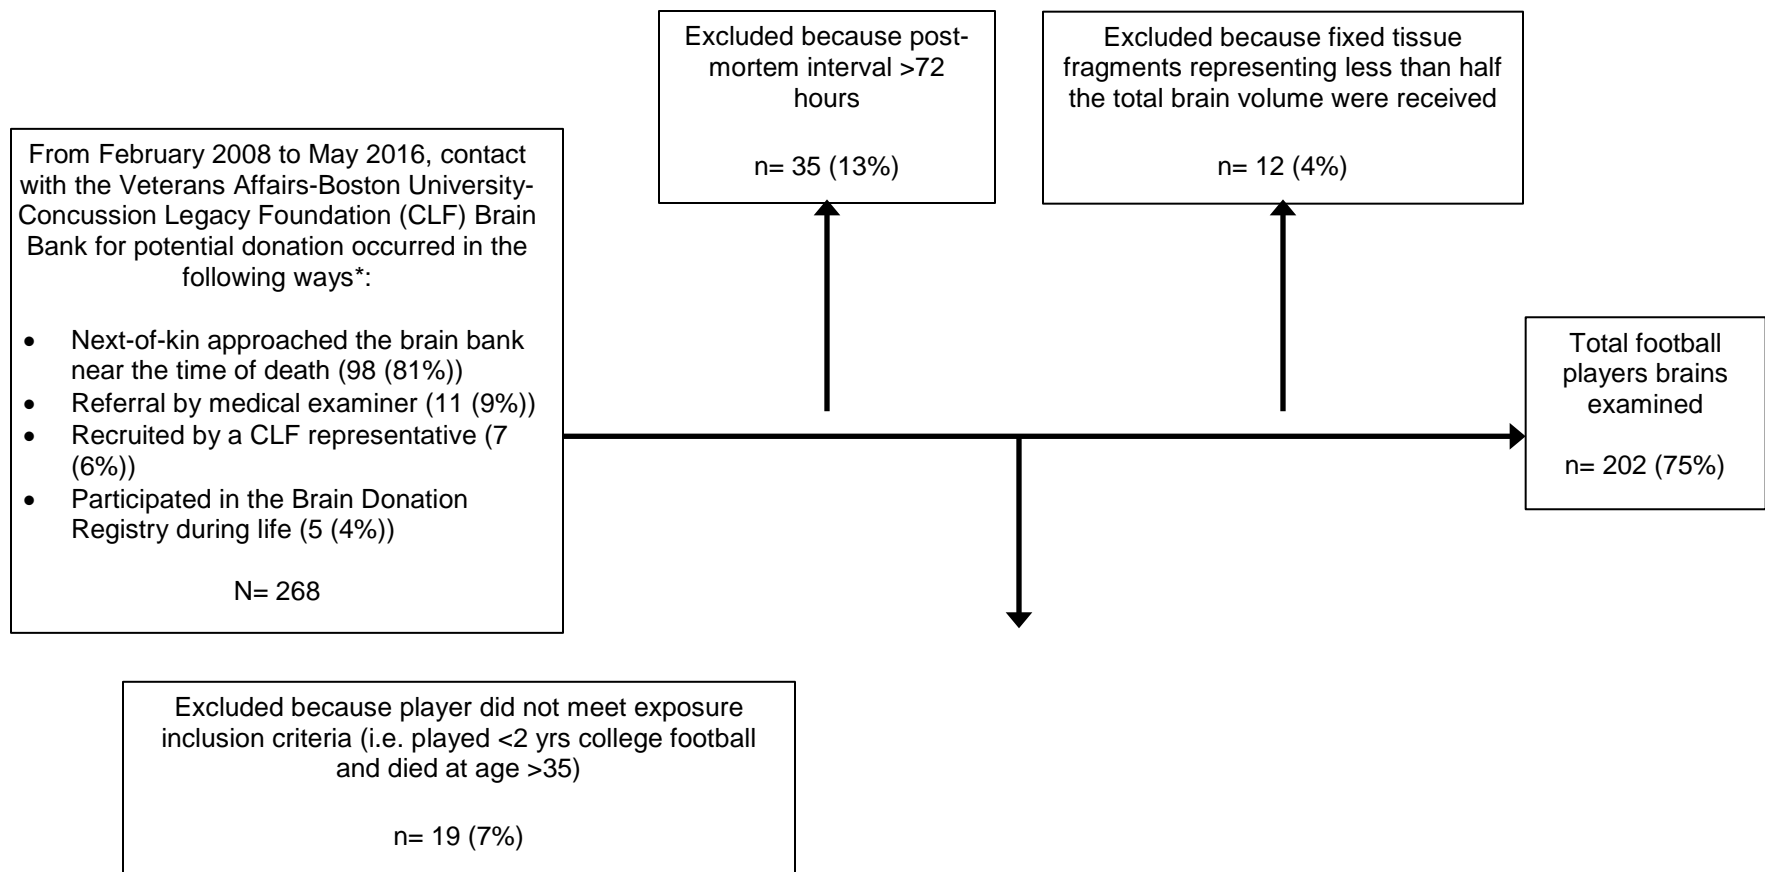 Excluded because post-
mortem interval >72
hours
n= 35 (13%)
Excluded because fixed tissue
fragments representing less than half
the total brain volume were received
n= 12 (4%)
From February 2008 to May 2016, contact
with the Veterans Affairs-Boston University-
Concussion Legacy Foundation (CLF) Brain
Bank for potential donation occurred in the
following ways*:
• Next-of-kin approached the brain bank
near the time of death (98 (81%))
• Referral by medical examiner (11 (9%))
• Recruited by a CLF representative (7
(6%))
• Participated in the Brain Donation
Registry during life (5 (4%))
N= 268
Total football
players brains
examined
n= 202 (75%)
Excluded because player did not meet exposure
inclusion criteria (i.e. played <2 yrs college football
and died at age >35)
n= 19 (7%)